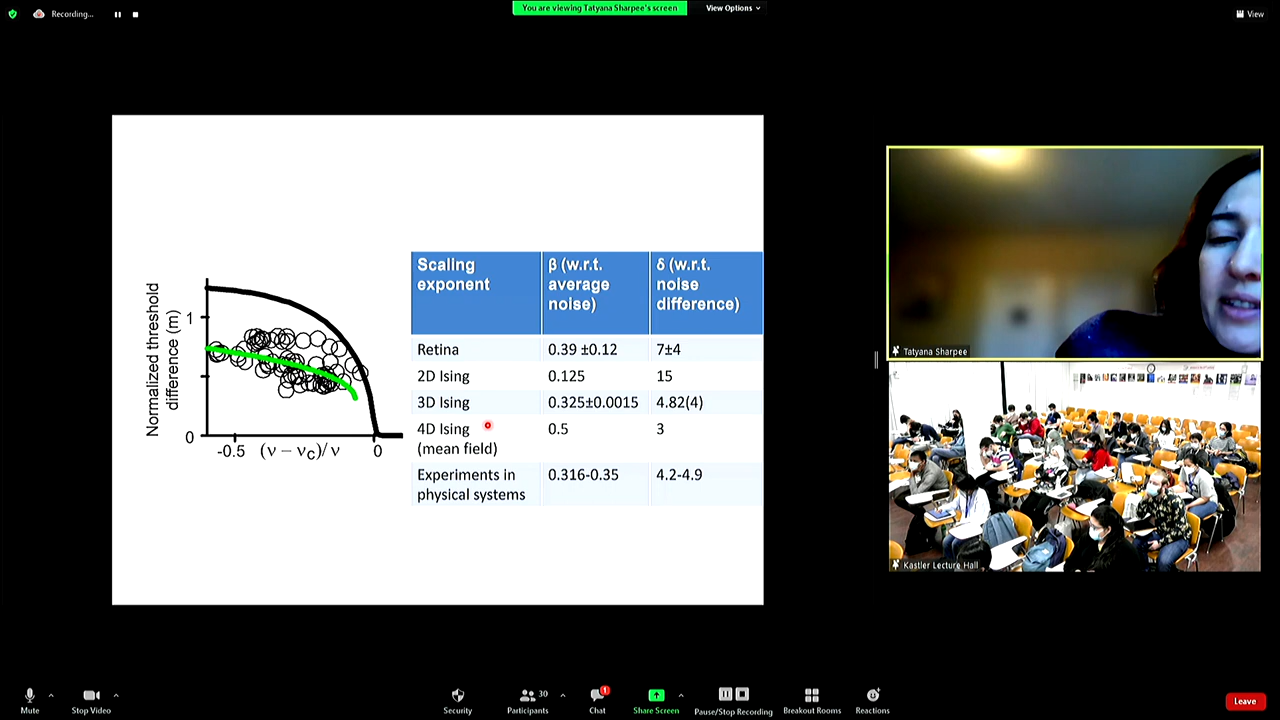 Recording...
You are viewing Tatyana Sharpee's screen
View Options
View
Normalized threshold
difference (m)
1
0
-0.5
(ν − νc)/ ν
0
Scaling exponent
β (w.r.t. average noise)
δ (w.r.t. noise difference)
Retina
0.39 ±0.12
7±4
2D Ising
0.125
15
3D Ising
0.325±0.0015
4.82(4)
4D Ising (mean field)
0.5
3
Experiments in physical systems
0.316-0.35
4.2-4.9
Tatyana Sharpee
Kastler Lecture Hall
Mute
Stop Video
Security
Participants
30
Chat
1
Share Screen
Pause/Stop Recording
Breakout Rooms
Reactions
Leave